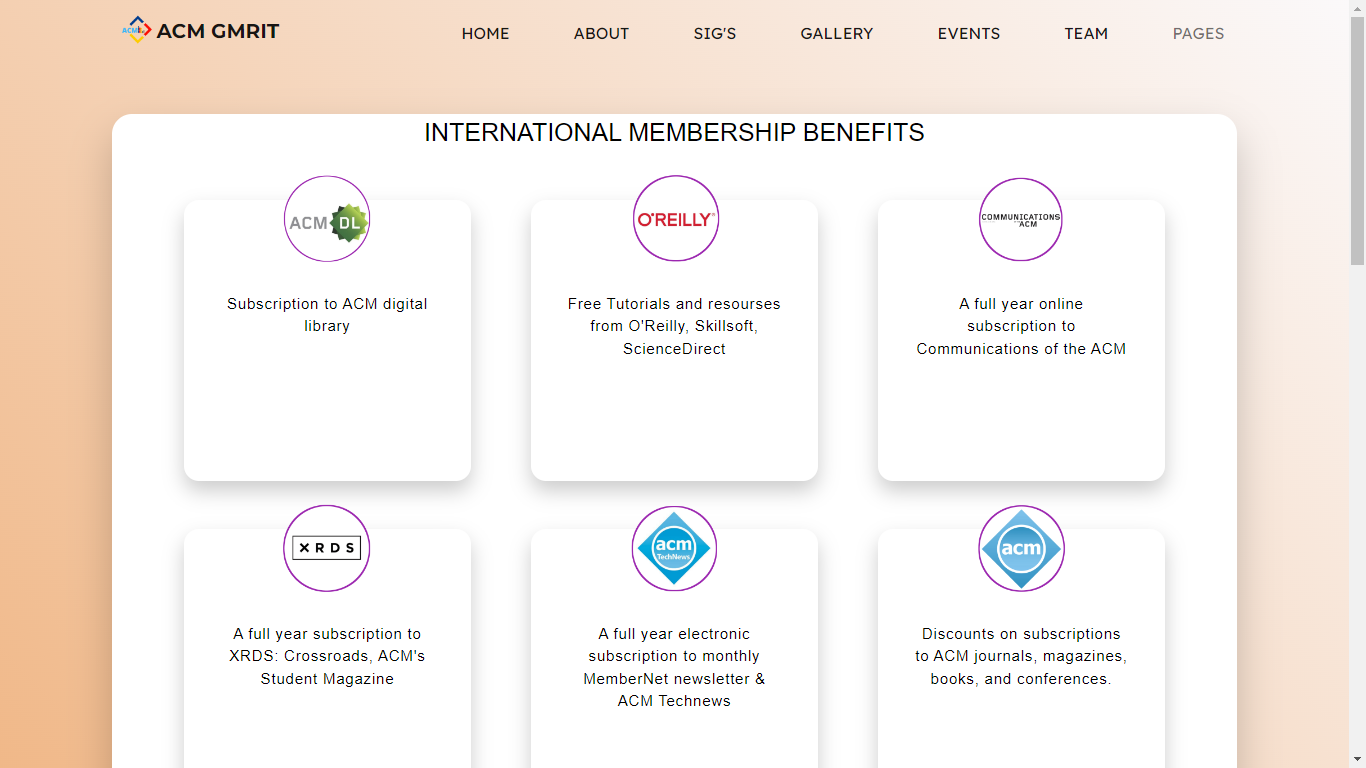 ACM
ACM GMRIT
HOME
ABOUT
SIG'S
GALLERY
EVENTS
TEAM
PAGES
INTERNATIONAL MEMBERSHIP BENEFITS
ACM DL
O'REILLY®
COMMUNICATIONS
ACM
Subscription to ACM digital
library
Free Tutorials and resourses
from O'Reilly, Skillsoft,
ScienceDirect
A full year online
subscription to
Communications of the ACM
XRDS
acm
TechNews
acm
A full year subscription to
XRDS: Crossroads, ACM's
Student Magazine
A full year electronic
subscription to monthly
MemberNet newsletter &
ACM Technews
Discounts on subscriptions
to ACM journals, magazines,
books, and conferences.